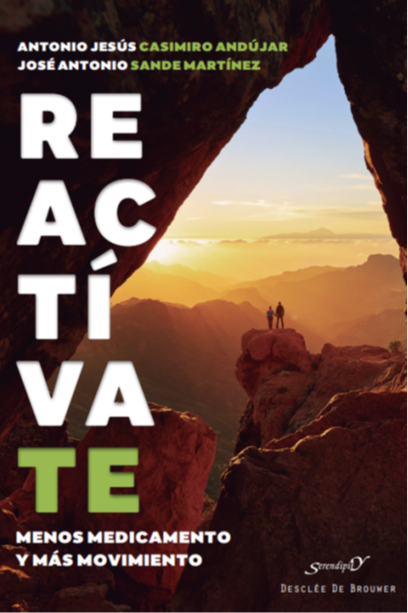 ANTONIO JESÚS CASIMIRO ANDÚJAR
JOSÉ ANTONIO SANDE MARTÍNEZ
RE
AC
TÍ
VA
TE
MENOS MEDICAMENTO
Y MÁS MOVIMIENTO
SerendipiTy
DESCLÉE DE BROUWER